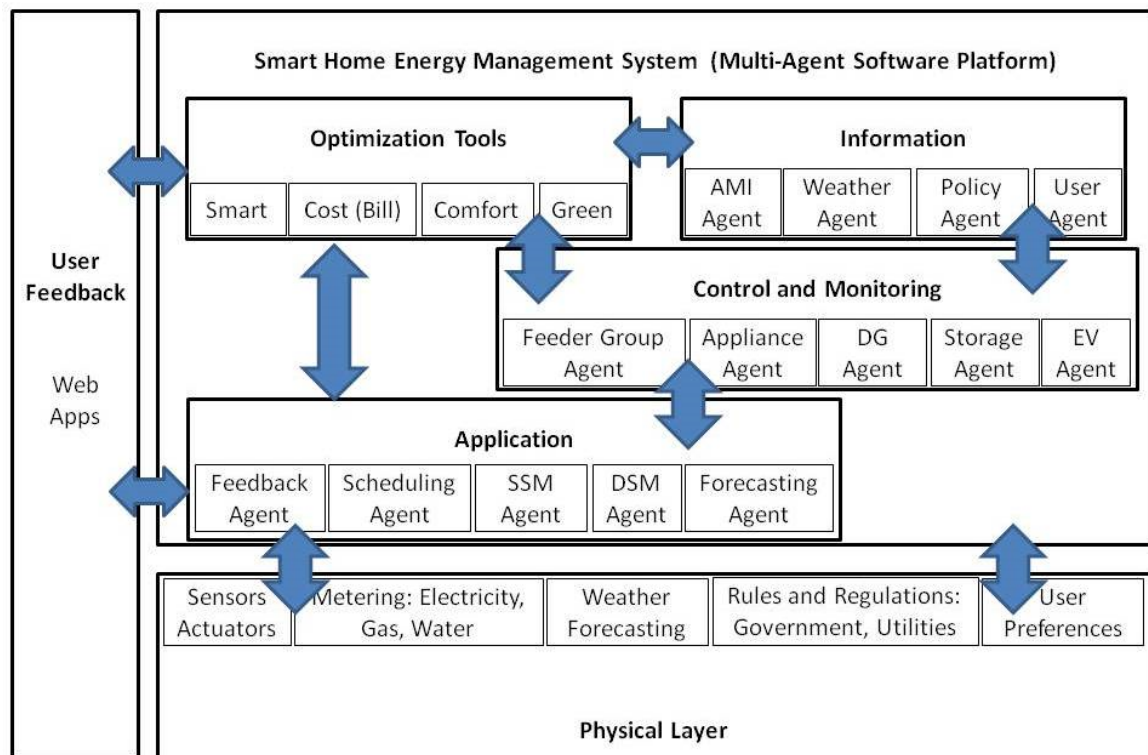 Smart Home Energy Management System (Multi-Agent Software Platform)
Optimization Tools
Smart
Cost (Bill)
Comfort
Green
Information
AMI
Agent
Weather
Agent
Policy
Agent
User
Agent
User
Feedback
Web
Apps
Control and Monitoring
Feeder Group
Agent
Appliance
Agent
DG
Agent
Storage
Agent
EV
Agent
Application
Feedback
Agent
Scheduling
Agent
SSM
Agent
DSM
Agent
Forecasting
Agent
Sensors
Actuators
Metering: Electricity,
Gas, Water
Weather
Forecasting
Rules and Regulations:
Government, Utilities
User
Preferences
Physical Layer